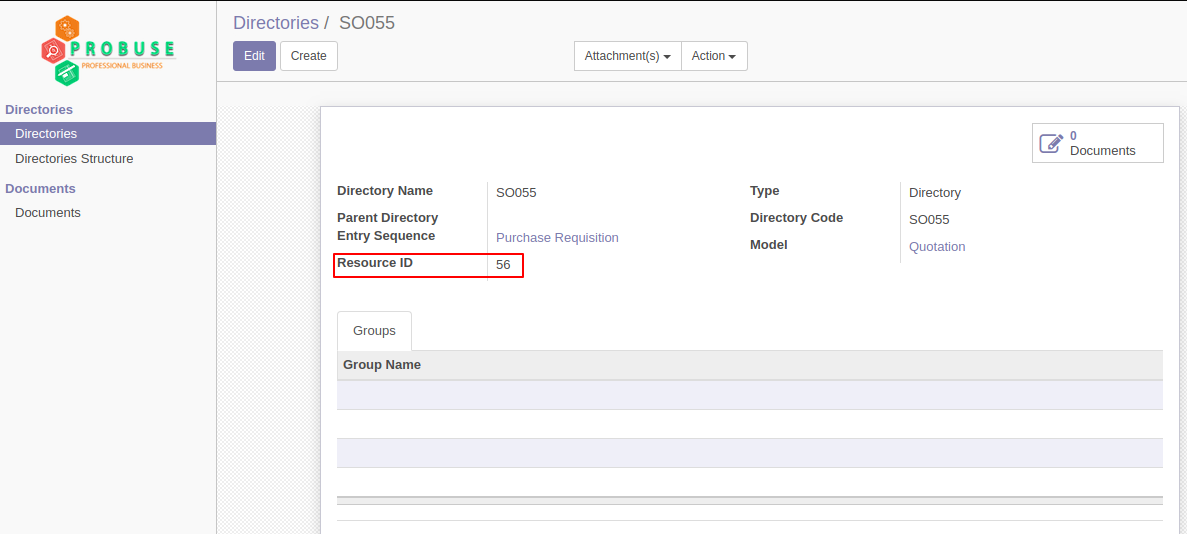 PROBUSE
PROFESSIONAL BUSINESS
Directories
Directories
Directories Structure
Documents
Documents
Directories / SO055
Edit
Create
Attachment(s)
Action
0
Documents
Directory Name SO055
Parent Directory
Entry Sequence Purchase Requisition
Resource ID 56
Type Directory
Directory Code SO055
Model Quotation
Groups
Group Name